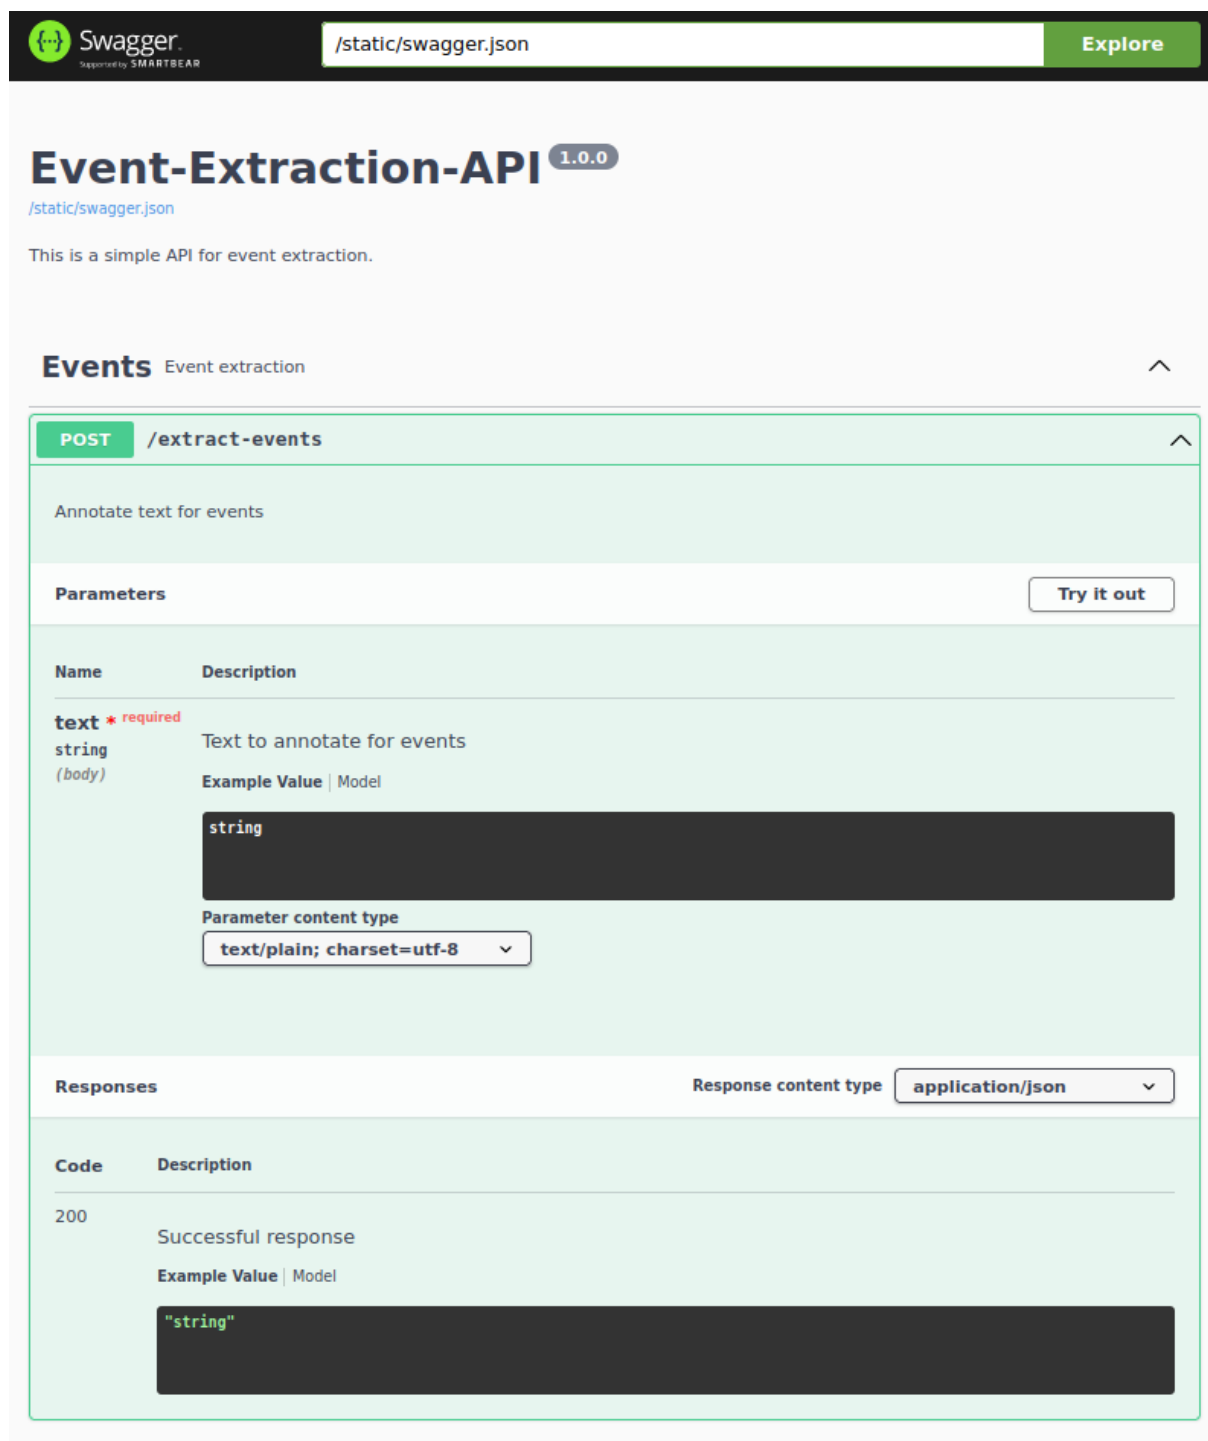 Swagger.
Supported by SMARTBEAR
/static/swagger.json
Explore
Event-Extraction-API 1.0.0
/static/swagger.json
This is a simple API for event extraction.
Events Event extraction
POST /extract-events
Annotate text for events
Parameters
Try it out
Name Description
text * required
string
(body)
Text to annotate for events
Example Value Model
string
Parameter content type
text/plain; charset=utf-8
Responses
Response content type
application/json
Code Description
200
Successful response
Example Value Model
"string"